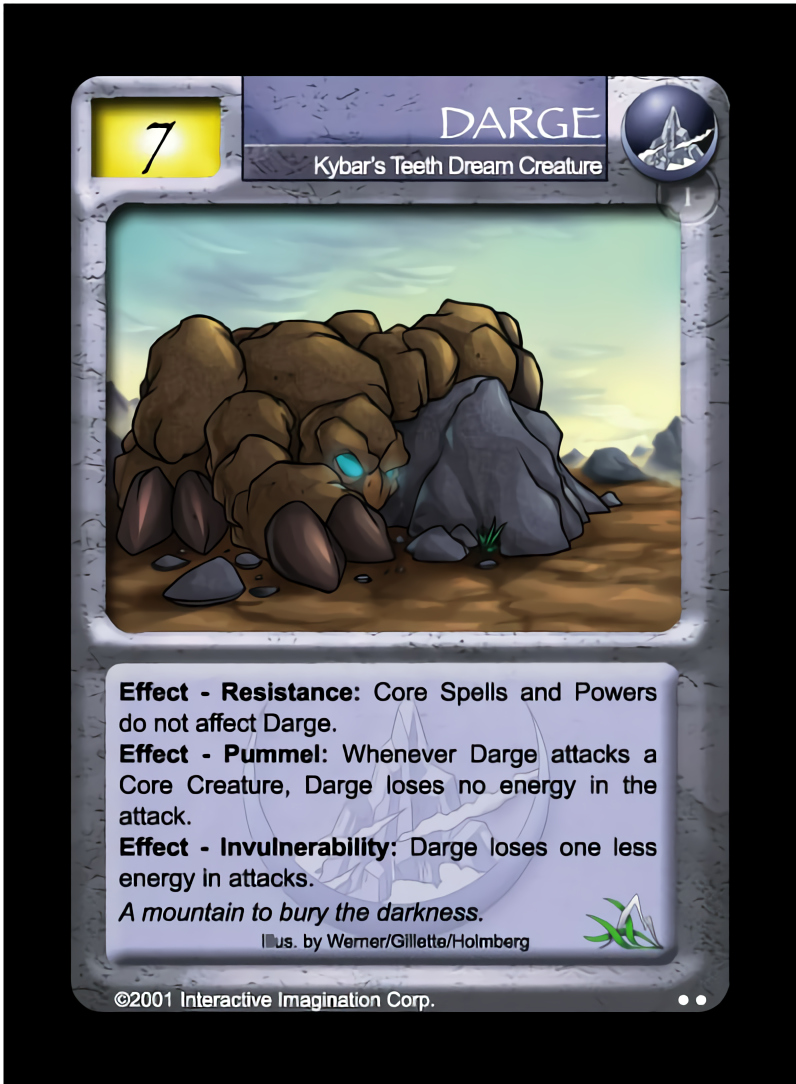 7
DARGE
Kybar's Teeth Dream Creature
1
Effect - Resistance: Core Spells and Powers
do not affect Darge.
Effect - Pummel: Whenever Darge attacks a
Core Creature, Darge loses no energy in the
attack.
Effect - Invulnerability: Darge loses one less
energy in attacks.
A mountain to bury the darkness.
Illus. by Werner/Gillette/Holmberg
©2001 Interactive Imagination Corp.